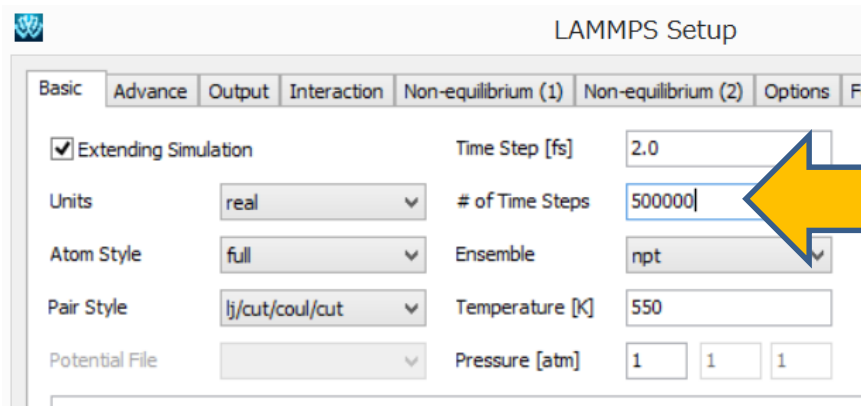 LAMMPS Setup
Basic Advance Output Interaction Non-equilibrium (1) Non-equilibrium (2) Options
Extending Simulation Time Step [fs] 2.0
Units real # of Time Steps 500000
Atom Style full Ensemble npt
Pair Style lj/cut/coul/cut Temperature [K] 550
Potential File Pressure [atm] 1 1 1